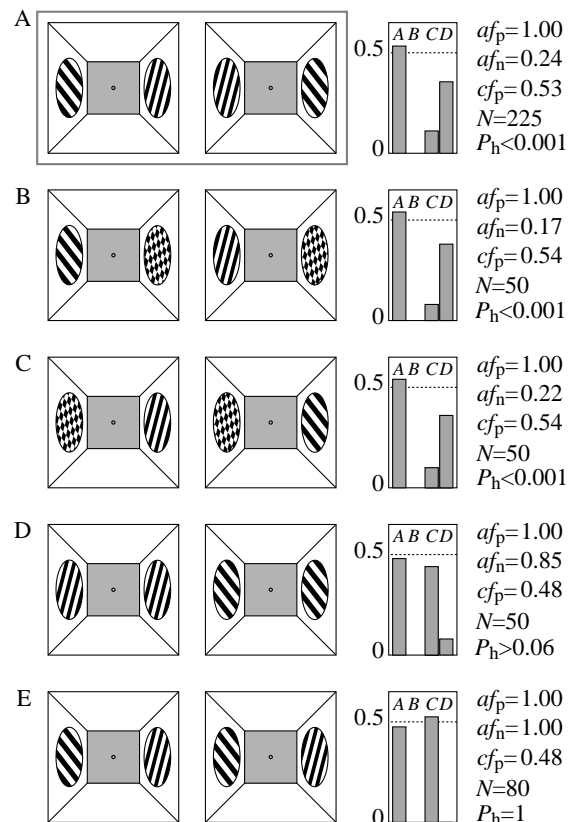 A
0.5
A B C D
0
af_p=1.00
af_n=0.24
cf_p=0.53
N=225
P_h<0.001
B
0.5
A B C D
0
af_p=1.00
af_n=0.17
cf_p=0.54
N=50
P_h<0.001
C
0.5
A B C D
0
af_p=1.00
af_n=0.22
cf_p=0.54
N=50
P_h<0.001
D
0.5
A B C D
0
af_p=1.00
af_n=0.85
cf_p=0.48
N=50
P_h>0.06
E
0.5
A B C D
0
af_p=1.00
af_n=1.00
cf_p=0.48
N=80
P_h=1